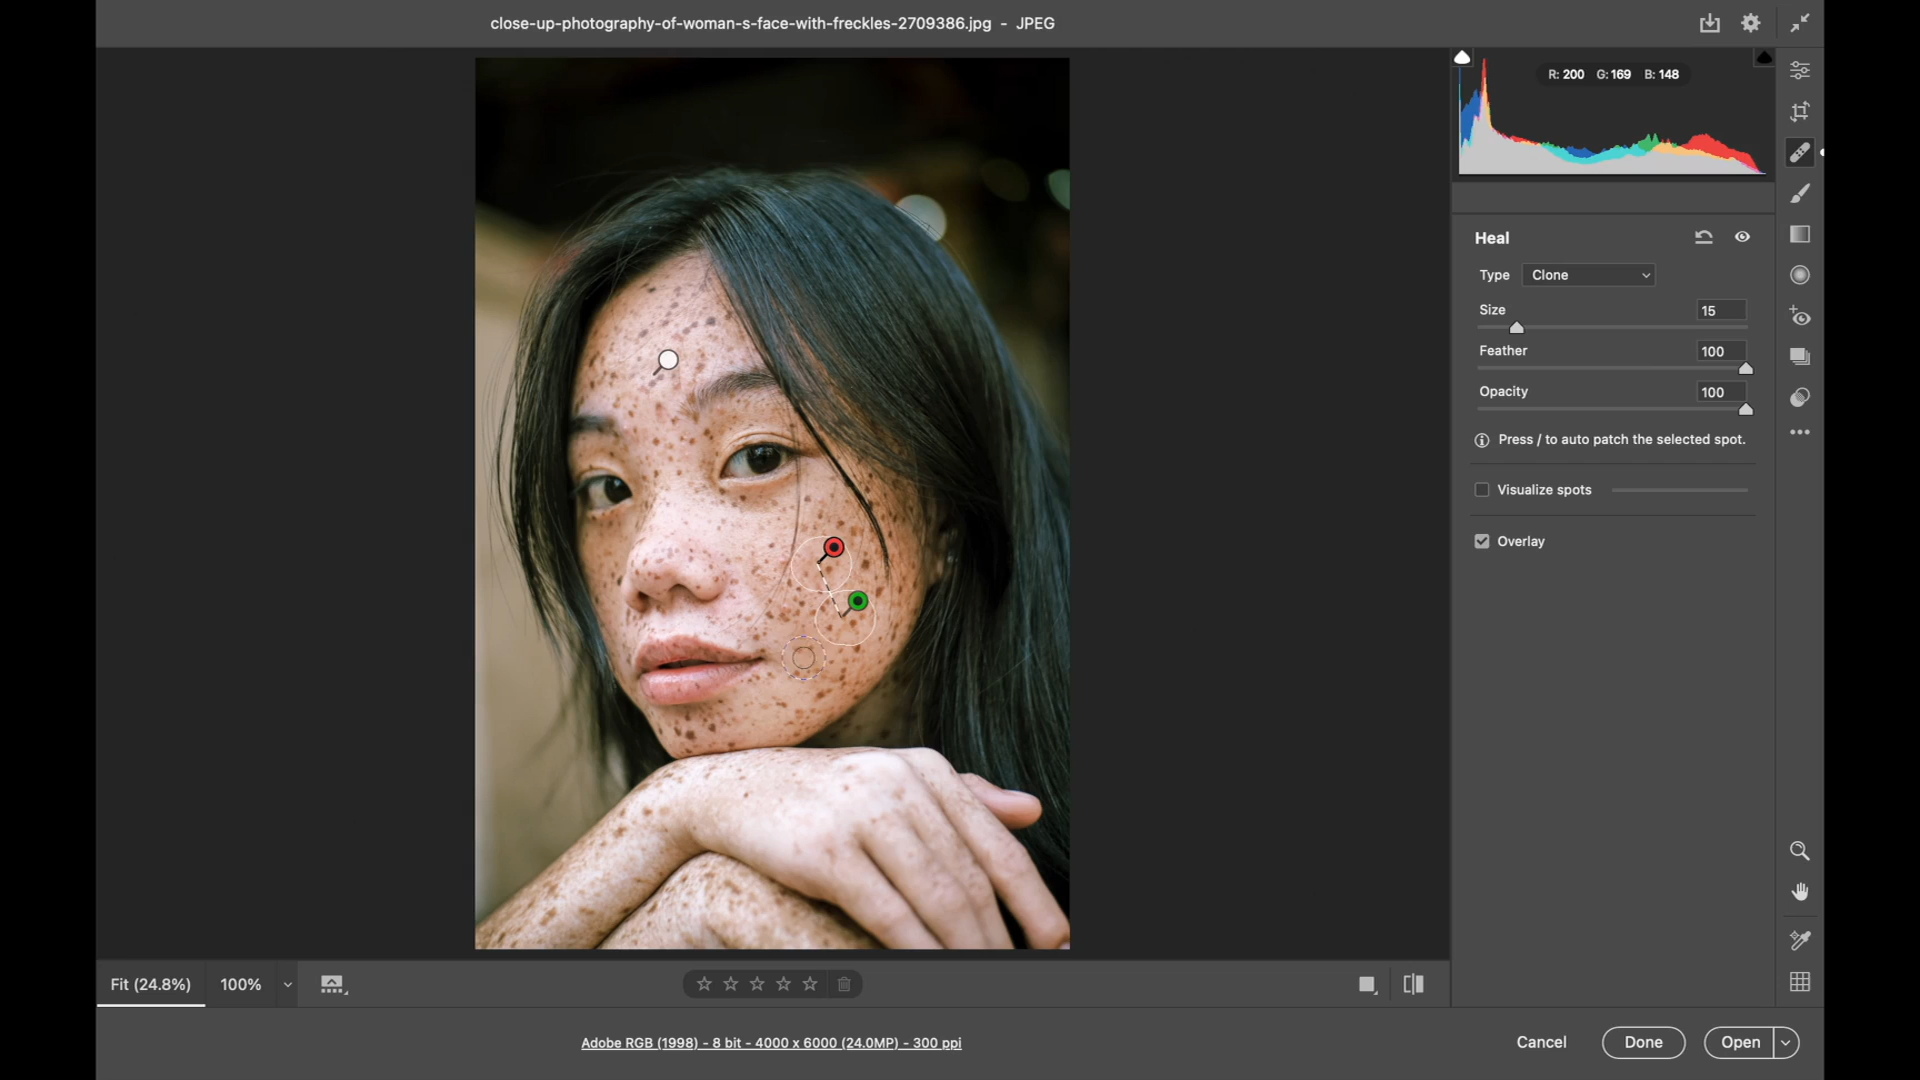 close-up-photography-of-woman-s-face-with-freckles-2709386.jpg - JPEG
R: 200 G: 169 B: 148
Heal
Type Clone
Size 15
Feather 100
Opacity 100
Press / to auto patch the selected spot.
Visualize spots
Overlay
Fit (24.8%) 100%
Adobe RGB (1998) - 8 bit - 4000 x 6000 (24.0MP) - 300 ppi
Cancel Done Open